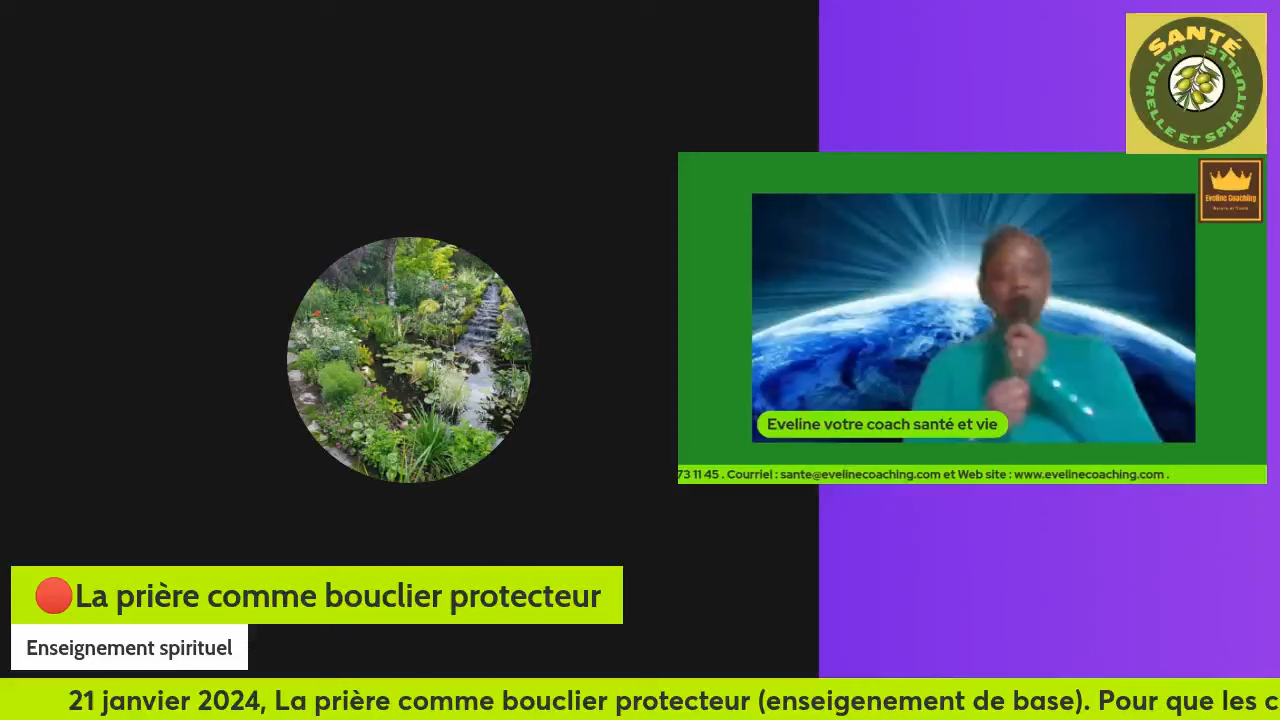 SANTÉ
NATURELLE ET SPIRITUELLE
Eveline Coaching
Eveline votre coach santé et vie
73 11 45 . Courriel : sante@evelinecoaching.com et Web site : www.evelinecoaching.com .
🔴La prière comme bouclier protecteur
Enseignement spirituel
21 janvier 2024, La prière comme bouclier protecteur (enseigenement de base). Pour que les c